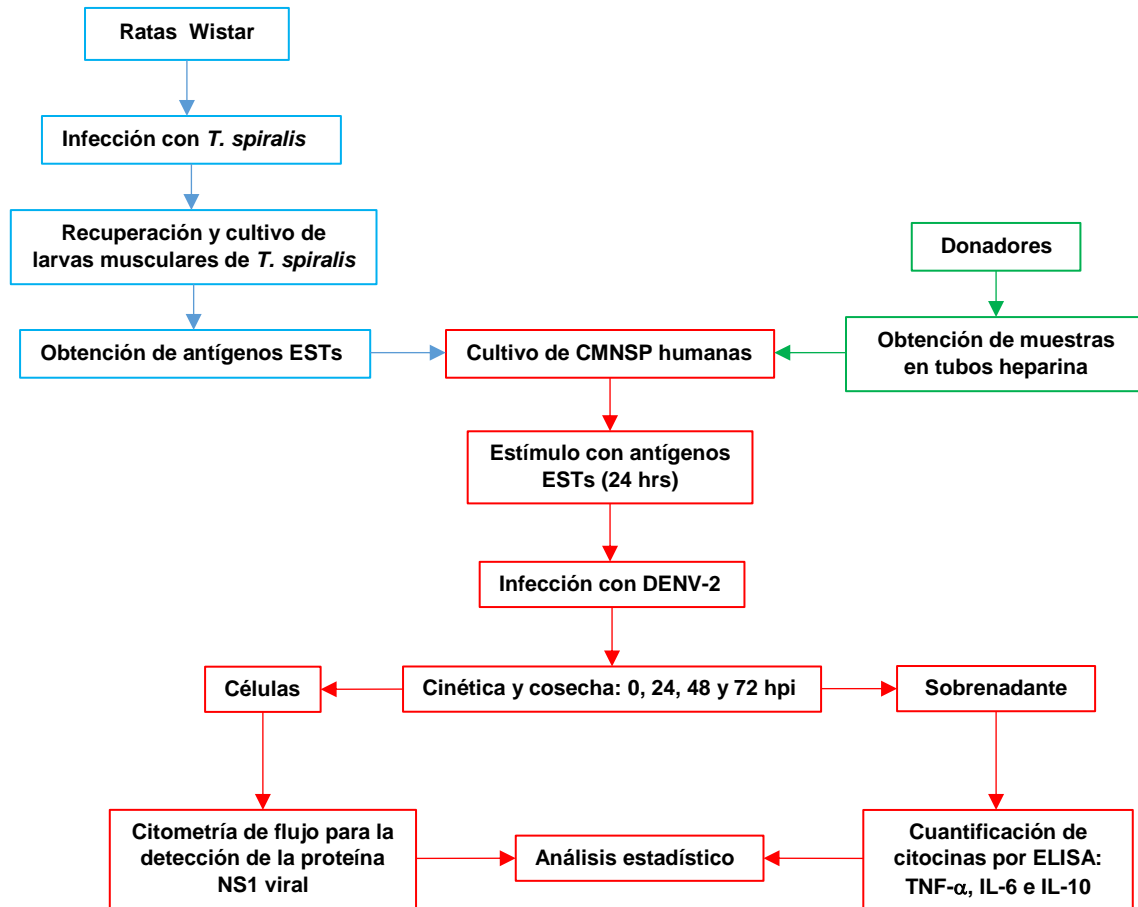 Ratas Wistar
Infección con T. spiralis
Recuperación y cultivo de
larvas musculares de T. spiralis
Donadores
Obtención de antígenos ESTs
Cultivo de CMNSP humanas
Obtención de muestras
en tubos heparina
Estímulo con antígenos
ESTs (24 hrs)
Infección con DENV-2
Células
Cinética y cosecha: 0, 24, 48 y 72 hpi
Sobrenadante
Citometría de flujo para la
detección de la proteína
NS1 viral
Análisis estadístico
Cuantificación de
citocinas por ELISA:
TNF-α, IL-6 e IL-10